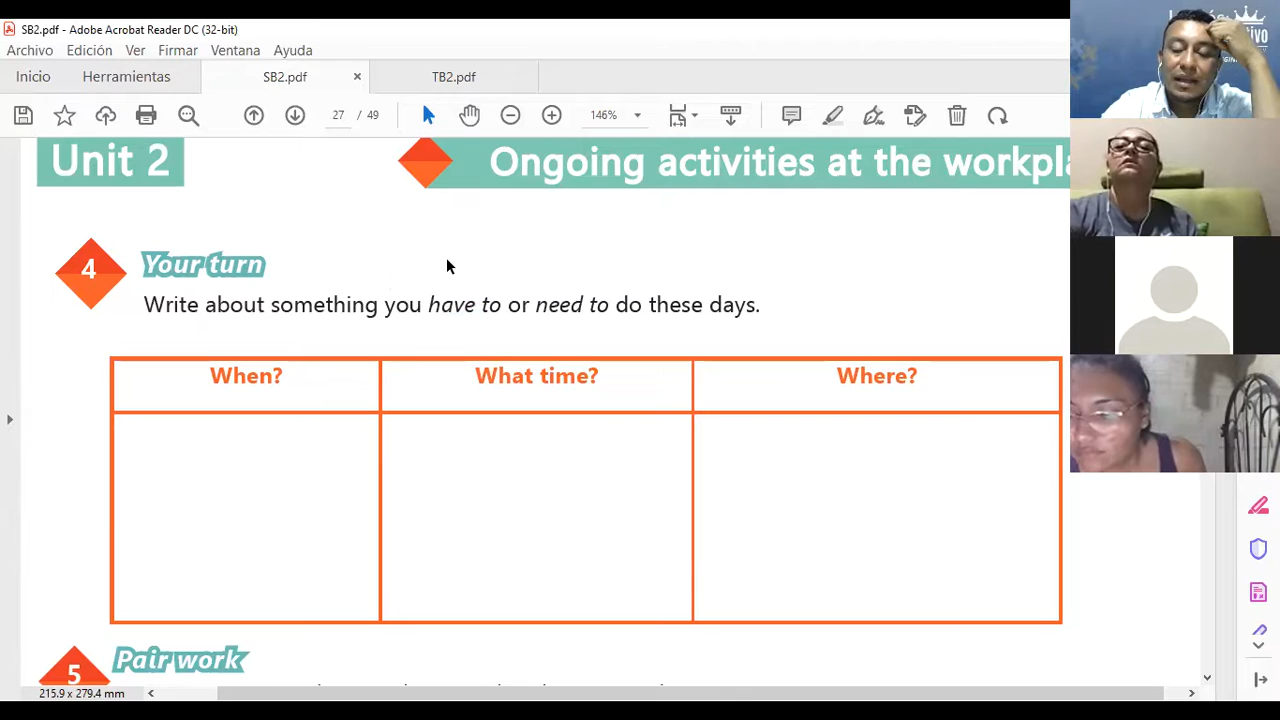 SB2.pdf - Adobe Acrobat Reader DC (32-bit)
Archivo Edición Ver Firmar Ventana Ayuda
Inicio Herramientas SB2.pdf × TB2.pdf
27 / 49 146%
Unit 2 Ongoing activities at the workpla
4 Your turn
Write about something you have to or need to do these days.
When? What time? Where?
5 Pair work
215.9 x 279.4 mm